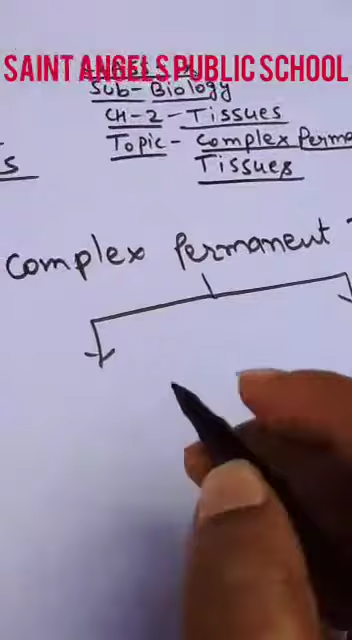 SAINT ANGELS PUBLIC SCHOOL
Sub- Biology
CH-2 - Tissues
Topic - Complex Perma
Tissues
Complex Permanent